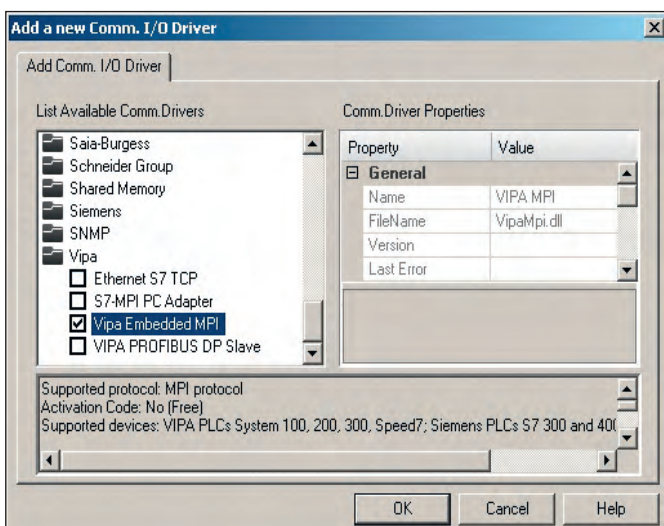 Add a new Comm. I/O Driver
Add Comm. I/O Driver
List Available Comm.Drivers
Saia-Burgess
Schneider Group
Shared Memory
Siemens
SNMP
Vipa
Ethernet S7 TCP
S7-MPI PC Adapter
Vipa Embedded MPI
VIPA PROFIBUS DP Slave
Comm.Driver Properties
Property Value
General
Name VIPA MPI
FileName VipaMpi.dll
Version
Last Error
Supported protocol: MPI protocol
Activation Code: No (Free)
Supported devices: VIPA PLCs System 100, 200, 300, Speed7; Siemens PLCs S7 300 and
OK Cancel Help